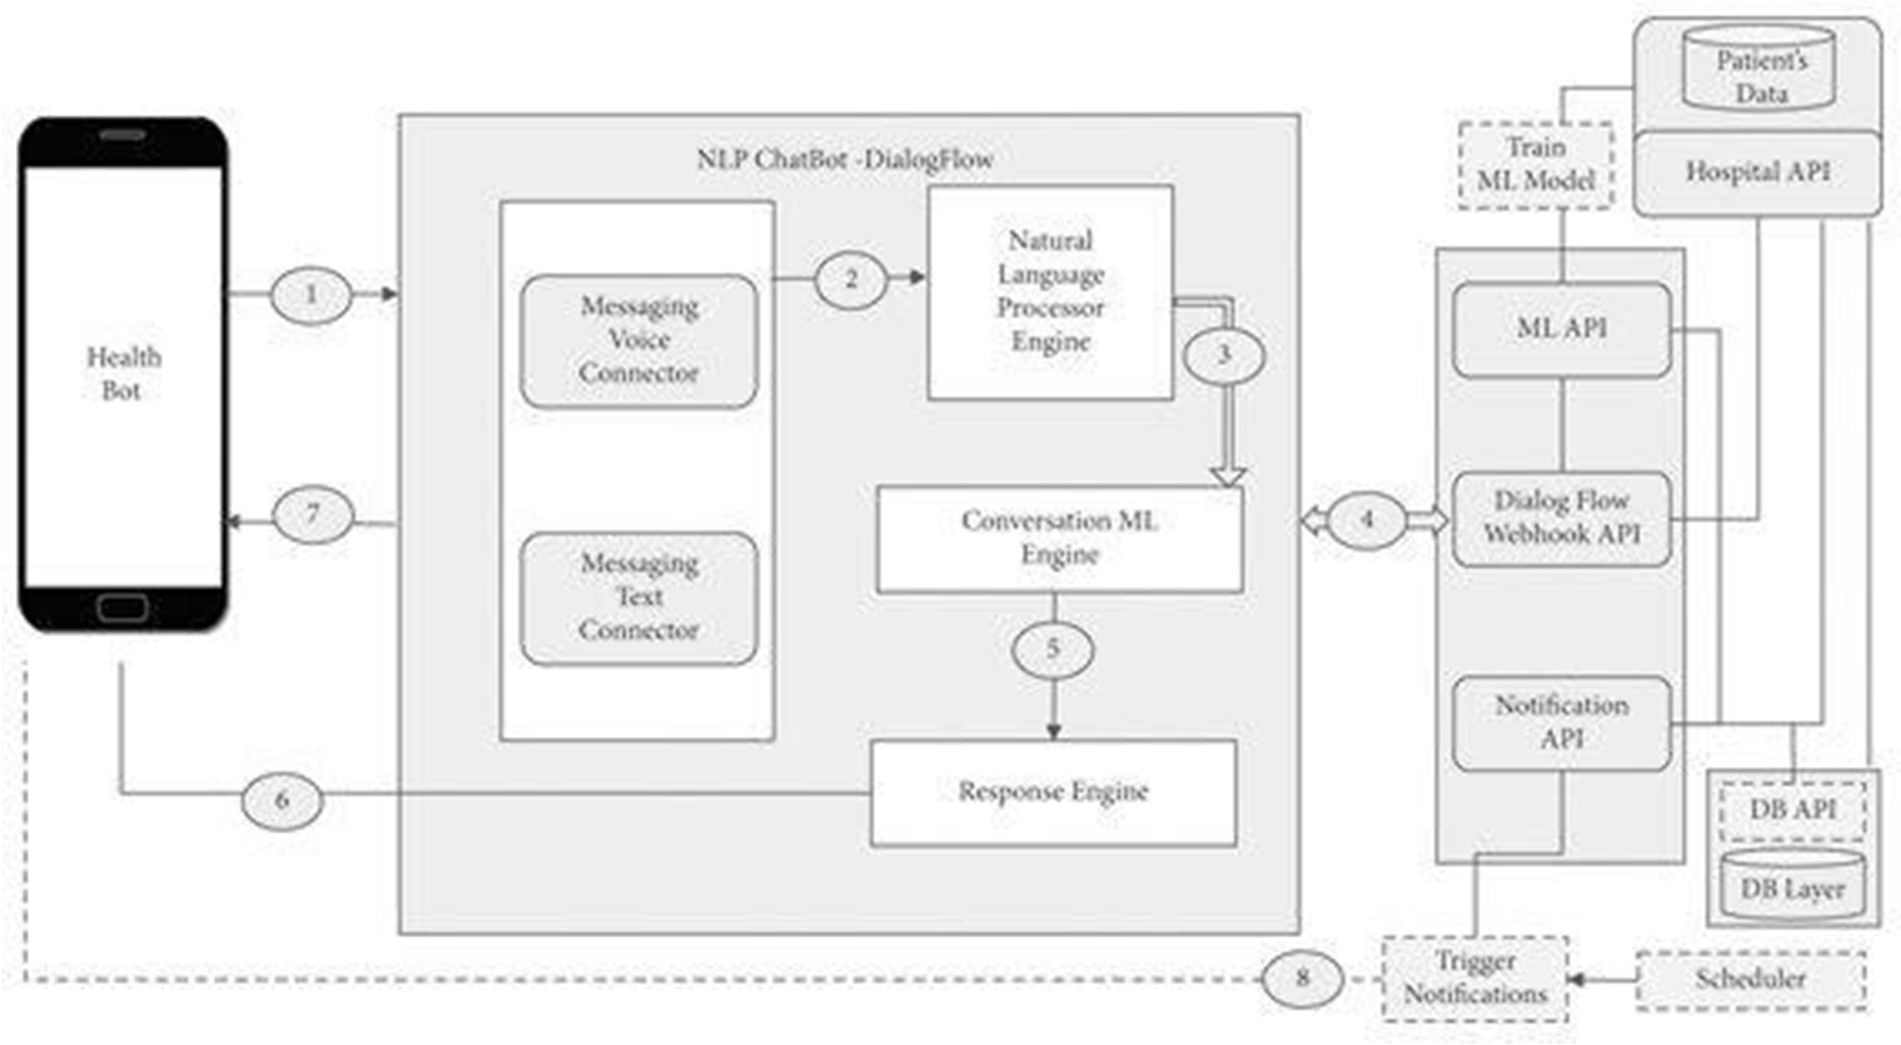 Patient's
Data
Hospital API
Train
ML Model
NLP ChatBot -DialogFlow
Health
Bot
1
7
6
Messaging
Voice
Connector
Messaging
Text
Connector
2
Natural
Language
Processor
Engine
3
Conversation ML
Engine
5
Response Engine
4
ML API
Dialog Flow
Webhook API
Notification
API
DB API
DB Layer
8
Trigger
Notifications
Scheduler